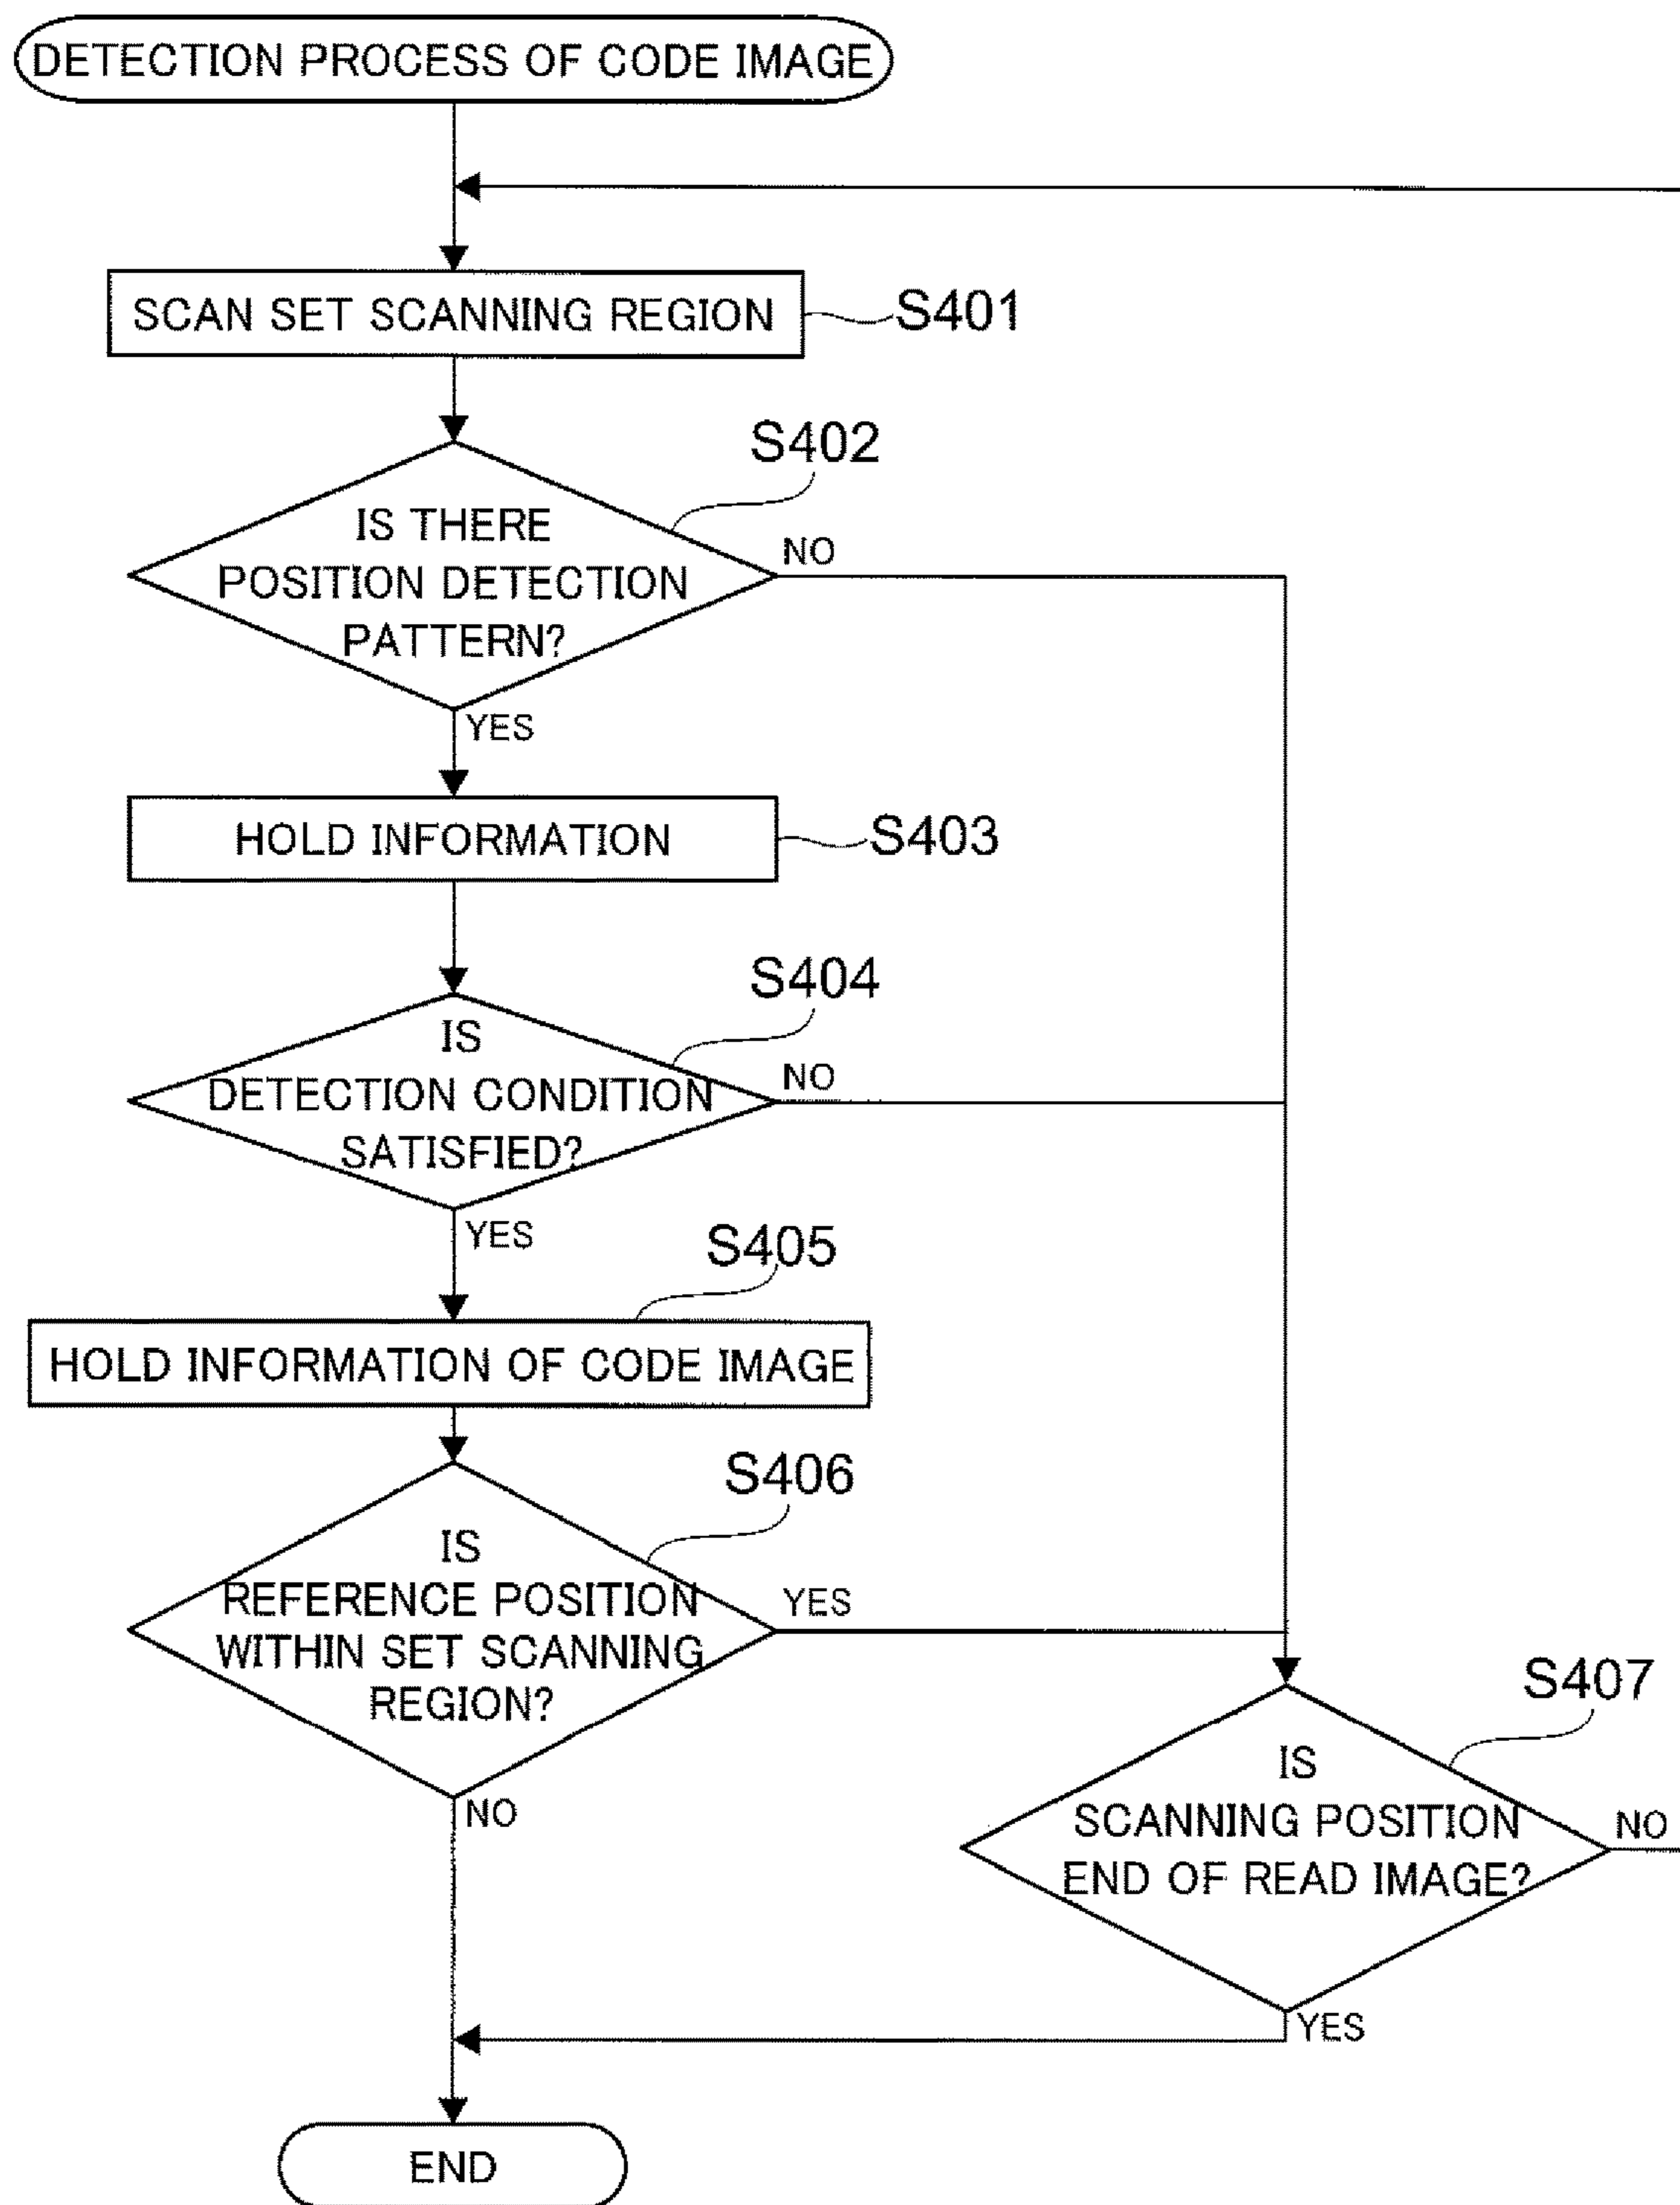 DETECTION PROCESS OF CODE IMAGE
SCAN SET SCANNING REGION
S401
S402
IS THERE
POSITION DETECTION
PATTERN?
NO
YES
HOLD INFORMATION
S403
S404
IS
DETECTION CONDITION
SATISFIED?
NO
YES
S405
HOLD INFORMATION OF CODE IMAGE
S406
IS
REFERENCE POSITION
WITHIN SET SCANNING
REGION?
YES
NO
S407
IS
SCANNING POSITION
END OF READ IMAGE?
NO
YES
END